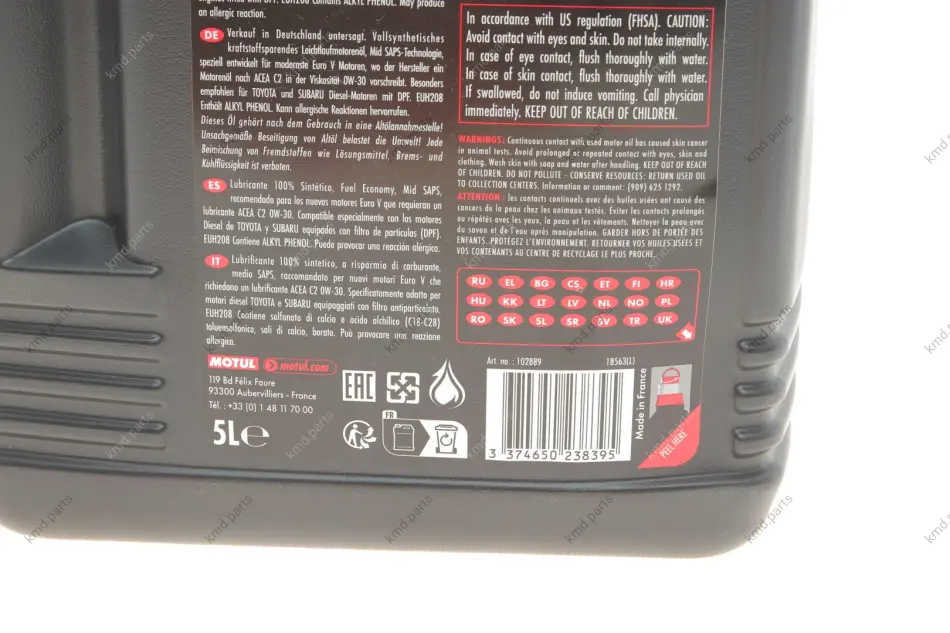 engines fitted with DPF. EUH208 Contains ALKYL PHENOL. May produce
an allergic reaction.
DE Verkauf in Deutschland untersagt. Vollsynthetisches
kraftstoffsparendes Leichtlaufmotorenöl, Mid SAPS-Technologie,
speziell entwickelt für modernste Euro V Motoren, wo der Hersteller ein
Motorenöl nach ACEA C2 in der Viskosität 0W-30 vorschreibt. Besonders
empfohlen für TOYOTA und SUBARU Diesel-Motoren mit DPF. EUH208
Enthält ALKYL PHENOL. Kann allergische Reaktionen hervorrufen.
Dieses Öl gehört nach dem Gebrauch in eine Altölannahmestelle!
Unsachgemäße Beseitigung von Altöl belastet die Umwelt! Jede
Beimischung von Fremdstoffen wie Lösungsmittel, Brems- und
Kühlflüssigkeit ist verboten.
ES Lubricante 100% Sintético, Fuel Economy, Mid SAPS,
recomendado para los nuevos motores Euro V que requieran un
lubricante ACEA C2 0W-30. Compatible especialmente con los motores
Diesel de TOYOTA y SUBARU equipados con filtro de partículas (DPF).
EUH208 Contiene ALKYL PHENOL. Puede provocar una reacción alérgica.
IT Lubrificante 100% sintetico, a risparmio di carburante,
medio SAPS, raccomandato per nuovi motori Euro V che
richiedono un lubrificante ACEA C2 0W-30. Specificatamente adatto per
motori diesel TOYOTA e SUBARU equipaggiati con filtro antiparticolato.
EUH208 Contiene solfonato di calcio e acido alchilico (C18-C28)
toluensolfonico, sali di calcio, borato. Può provocare una reazione
allergica.
MOTUL motul.com
119 Bd Félix Faure
93300 Aubervilliers - France
Tél. : +33 (0) 1 48 11 70 00
5L℮
EAC
FR
In accordance with US regulation (FHSA). CAUTION:
Avoid contact with eyes and skin. Do not take internally.
In case of eye contact, flush thoroughly with water.
In case of skin contact, flush thoroughly with water.
If swallowed, do not induce vomiting. Call physician
immediately. KEEP OUT OF REACH OF CHILDREN.
WARNINGS: Continuous contact with used motor oil has caused skin cancer
in animal tests. Avoid prolonged or repeated contact with eyes, skin and
clothing. Wash skin with soap and water after handling. KEEP OUT OF REACH
OF CHILDREN. DO NOT POLLUTE - CONSERVE RESOURCES: RETURN USED OIL
TO COLLECTION CENTERS. Information or comment: (909) 625 1292.
ATTENTION : les contacts continuels avec des huiles usées ont causé des
cancers de la peau chez les animaux testés. Éviter les contacts prolongés
ou répétés avec les yeux, la peau et les vêtements. Nettoyer la peau avec
du savon et de l'eau après manipulation. GARDER HORS DE PORTÉE DES
ENFANTS. PROTÉGEZ L'ENVIRONNEMENT. RETOURNER VOS HUILES USÉES ET
VOS CONTENANTS AU CENTRE DE RECYCLAGE LE PLUS PROCHE.
RU EL BG CS ET FI HR
HU KK LT LV NL NO PL
RO SK SL SR SV TR UK
Art. no. : 102889 18563(L)
3 374650 238395
Made in France
PEEL HERE
kmd.parts